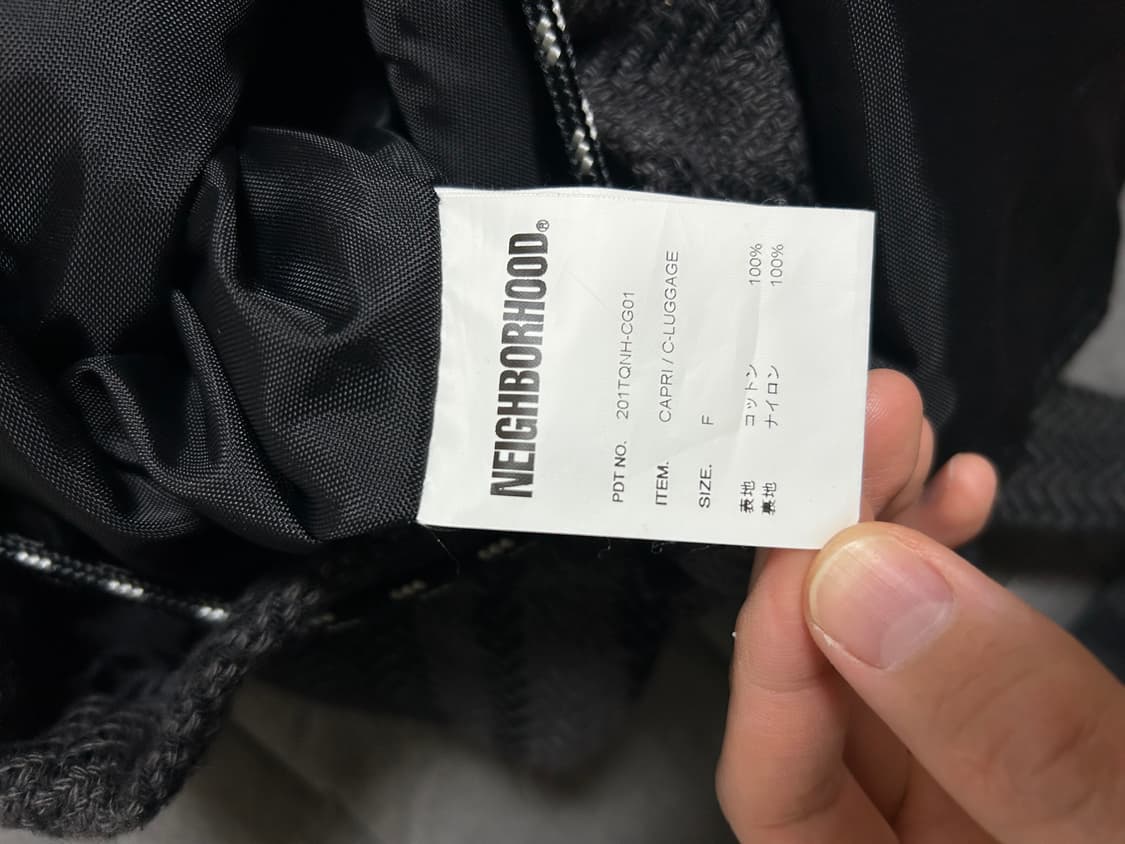 NEIGHBORHOOD®
PDT NO. 201TQNH-CG01
ITEM. CAPRI / C-LUGGAGE
SIZE. F
表地 コットン 100%
裏地 ナイロン 100%